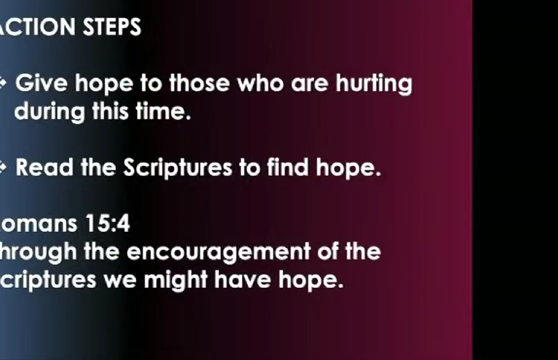 ACTION STEPS
Give hope to those who are hurting
during this time.
Read the Scriptures to find hope.
omans 15:4
hrough the encouragement of the
criptures we might have hope.